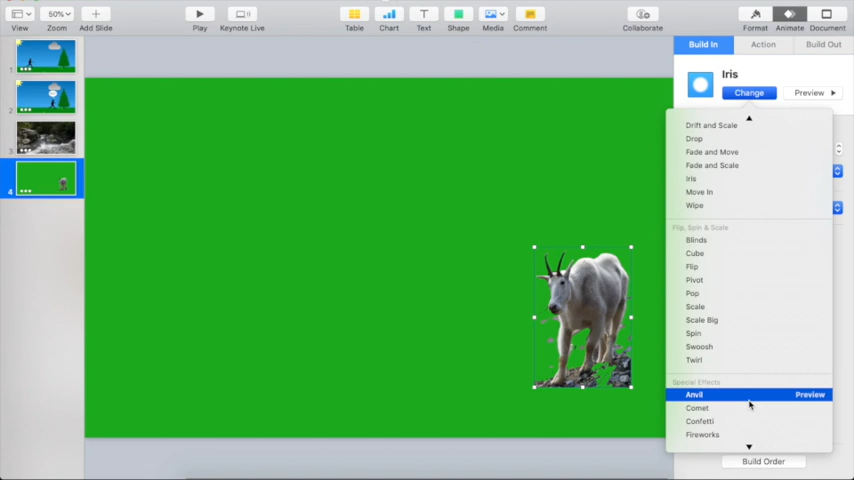 50%
View
Zoom
Add Slide
Play
Keynote Live
Table
Chart
Text
Shape
Media
Comment
Collaborate
Format
Animate
Document
Build In
Action
Build Out
Iris
Change
Preview
Drift and Scale
Drop
Fade and Move
Fade and Scale
Iris
Move In
Wipe
Flip, Spin & Scale
Blinds
Cube
Flip
Pivot
Pop
Scale
Scale Big
Spin
Swoosh
Twirl
Special Effects
Anvil Preview
Comet
Confetti
Fireworks
Build Order
1
2
3
4